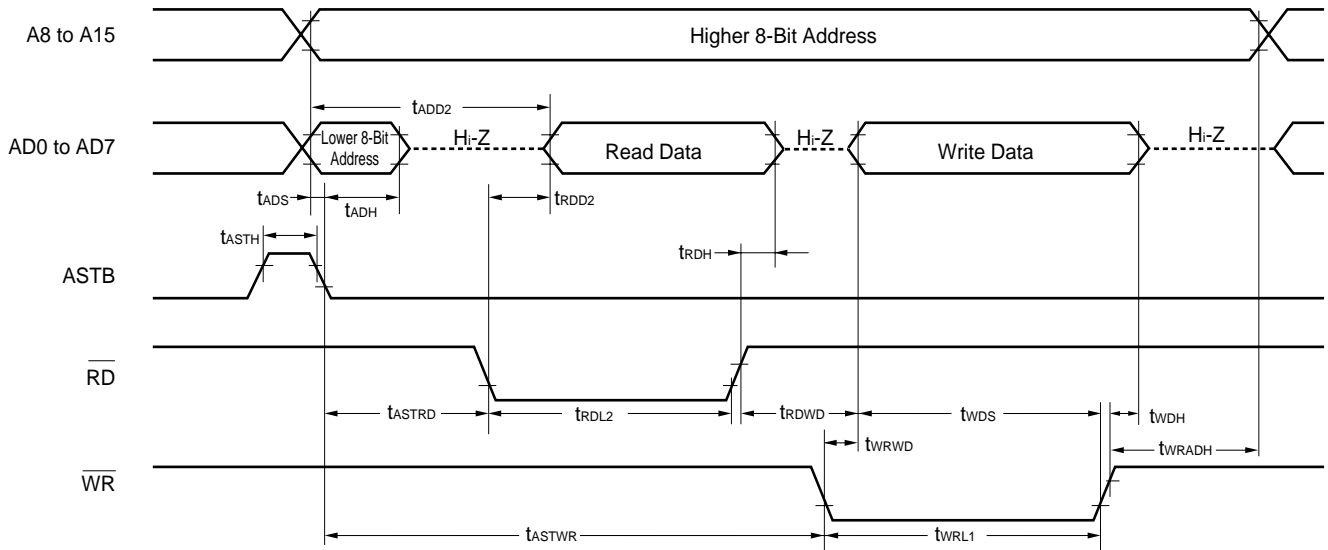 A8 to A15
Higher 8-Bit Address
tADD2
AD0 to AD7
Lower 8-Bit
Address
Hi-Z
Read Data
Hi-Z
Write Data
Hi-Z
tADS
tADH
tRDD2
tASTH
tRDH
ASTB
RD
tASTRD
tRDL2
tRDWD
tWDS
tWDH
tWRWD
tWRADH
WR
tASTWR
tWRL1